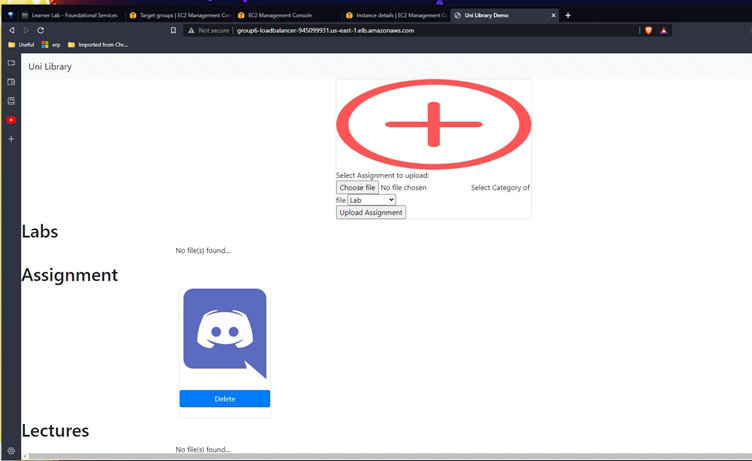 Learner Lab - Foundational Services
Target groups | EC2 Management Co
EC2 Management Console
Instance details | EC2 Management C
Uni Library Demo
Not secure
group6-loadbalancer-945099931.us-east-1.elb.amazonaws.com
Useful
erp
Imported from Chr...
Uni Library
Select Assignment to upload:
Choose file No file chosen Select Category of
file Lab
Upload Assignment
Labs
No file(s) found...
Assignment
Delete
Lectures
No file(s) found...